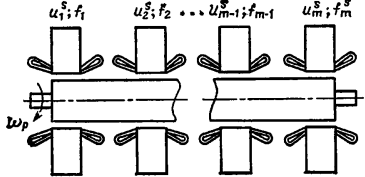 u₁ˢ; f₁ u₂ˢ; f₂ ... uₘ₋₁ˢ; fₘ₋₁ uₘˢ; fₘˢ
ωₚ